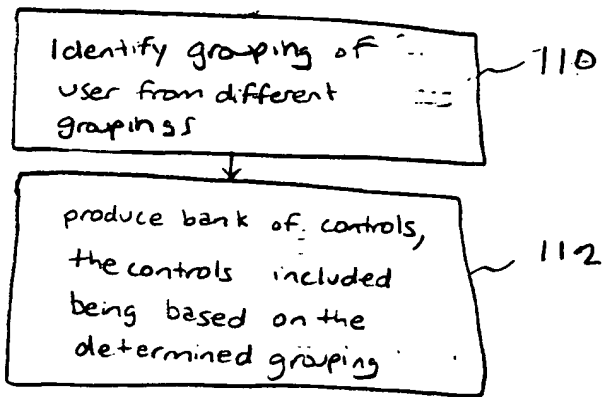 Identify grouping of
user from different
groupings
110
produce bank of controls,
the controls included
being based on the
determined grouping
112